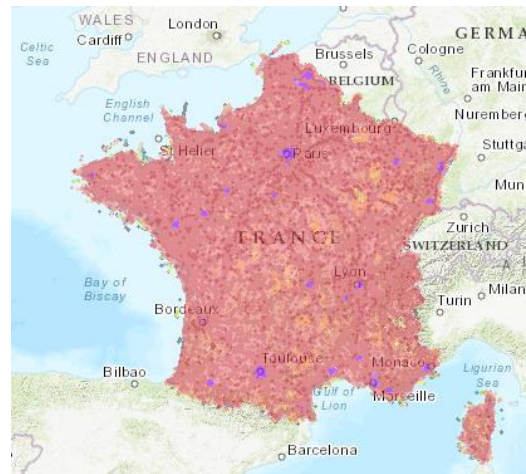 WALES
London
Cardiff
Celtic
Sea
ENGLAND
GERMA
Brussels
Cologne
BELGIUM
Rhine
Frankfu
am Main
English
Channel
Luxembourg
Nuremberg
St Helier
Paris
Stuttga
Mun
Zurich
FRANCE
SWITZERLAND
A
Bay of
Biscay
Lyon
Milan
Turin
Bordeaux
Toulouse
Monaco
Ligurian
Sea
Bilbao
Gulf of
Lion
Marseille
Barcelona